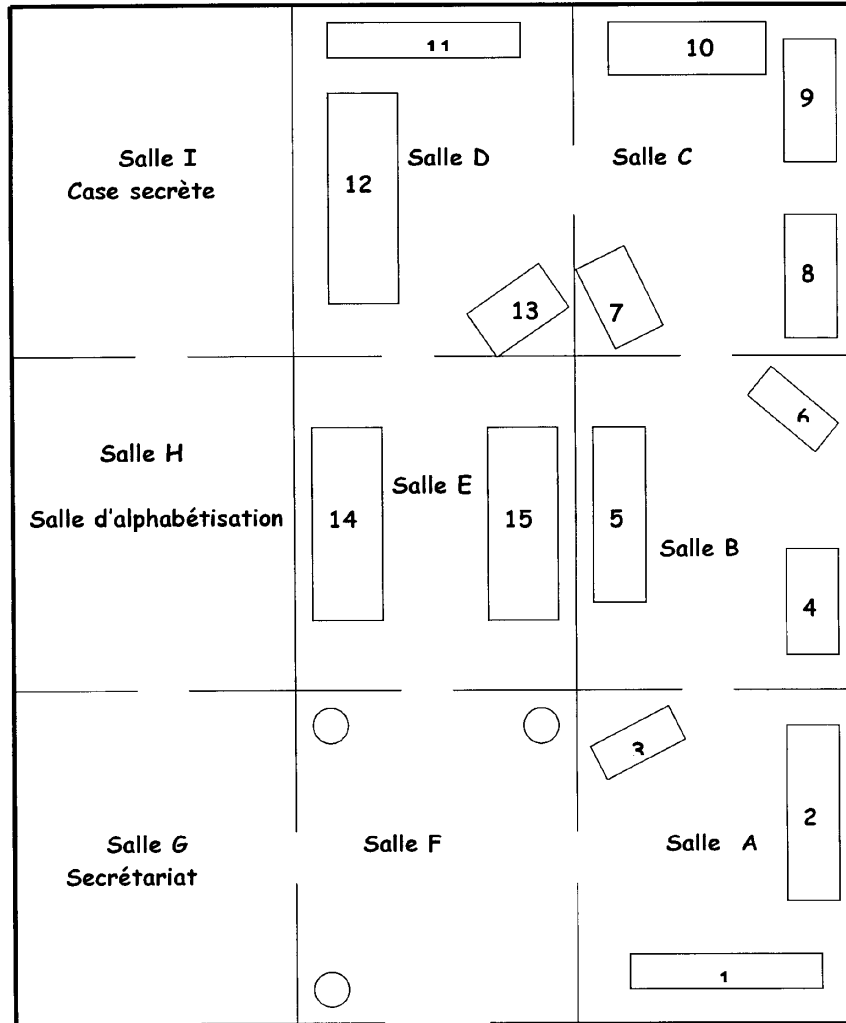 11
10
9
Salle I
Case secrète
12
Salle D
Salle C
8
13
7
6
Salle H
Salle d'alphabétisation
14
Salle E
15
5
Salle B
4
3
2
Salle G
Secrétariat
Salle F
Salle A
1